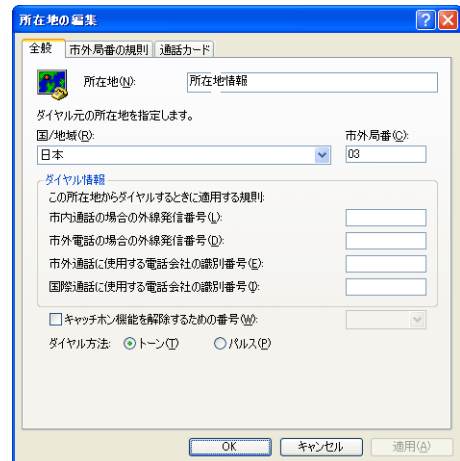 所在地の編集
全般 市外局番の規則 通話カード
所在地(N): 所在地情報
ダイヤル元の所在地を指定します。
国/地域(R): 市外局番(C):
日本 03
ダイヤル情報
この所在地からダイヤルするときに適用する規則:
市内通話の場合の外線発信番号(L):
市外電話の場合の外線発信番号(D):
市外通話に使用する電話会社の識別番号(E):
国際通話に使用する電話会社の識別番号(I):
キャッチホン機能を解除するための番号(W):
ダイヤル方法: トーン(T) パルス(P)
OK キャンセル 適用(A)